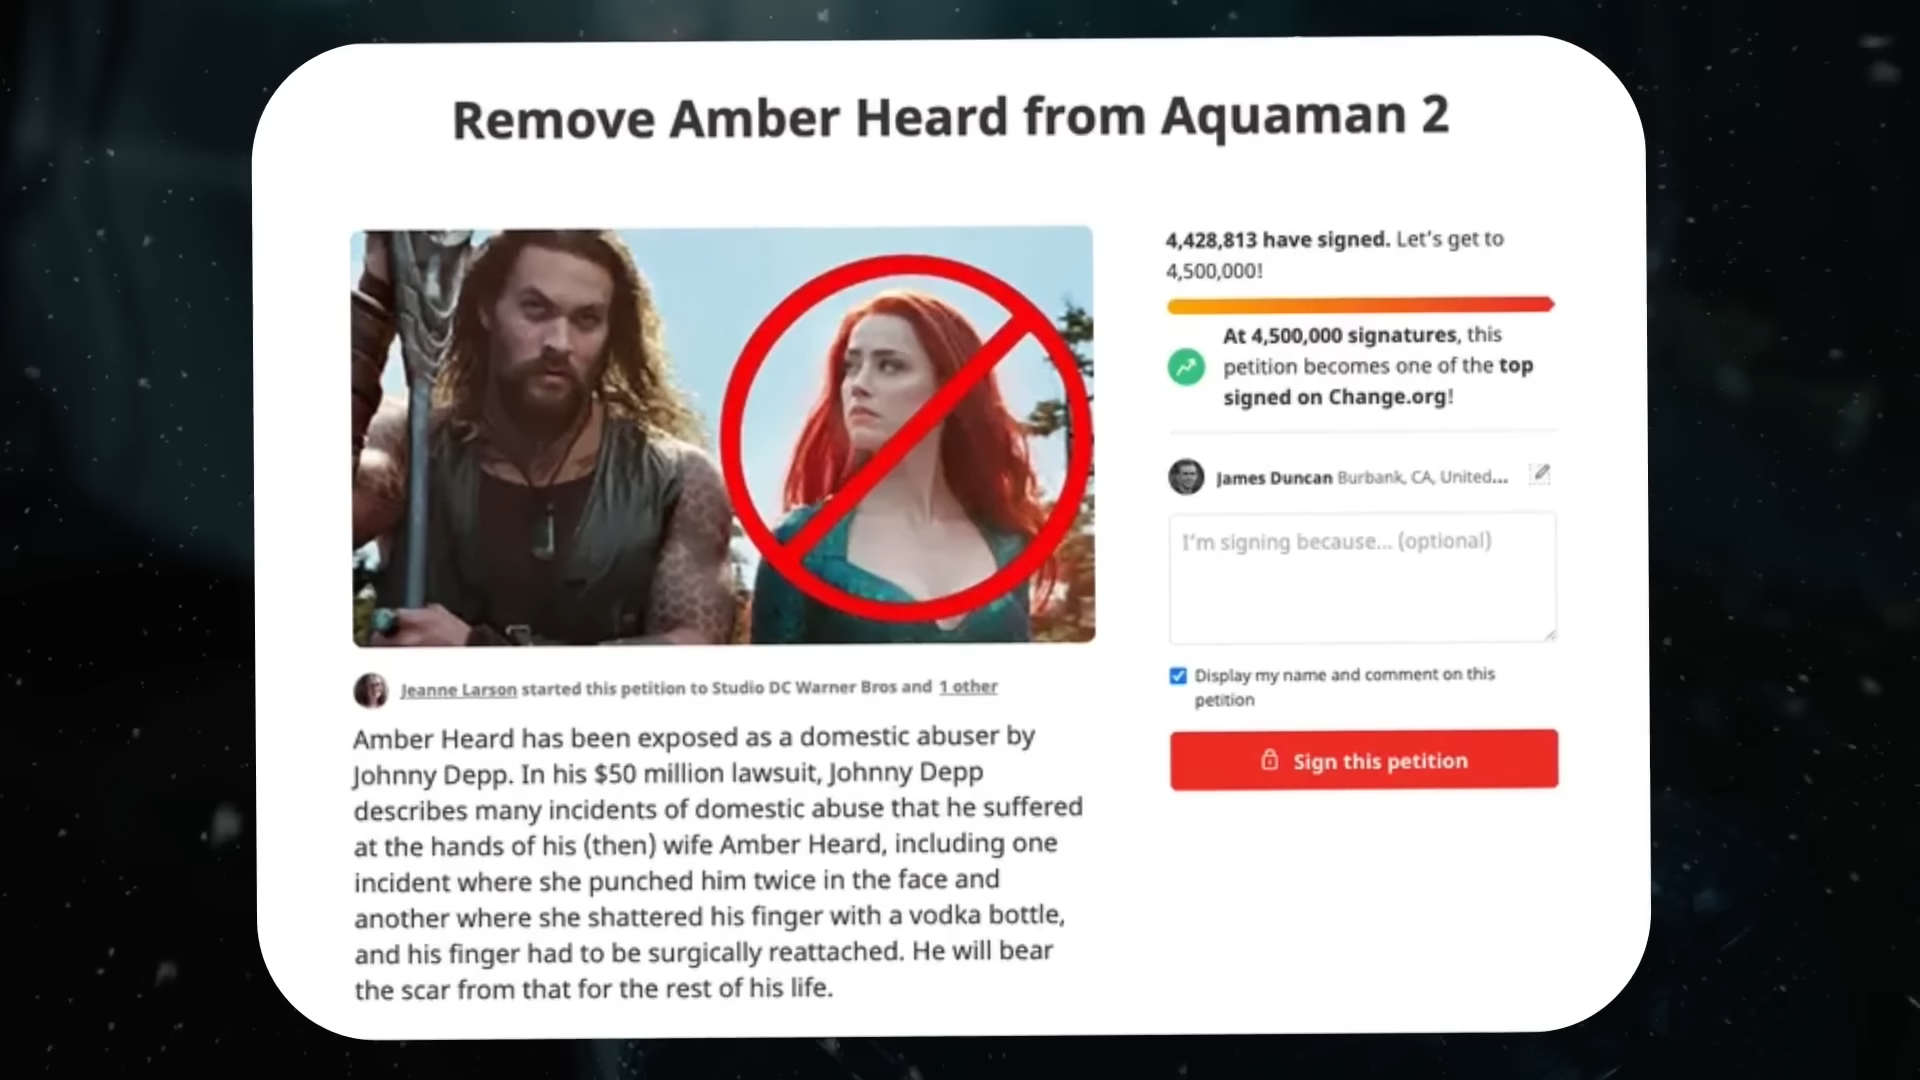 Remove Amber Heard from Aquaman 2
4,428,813 have signed. Let's get to
4,500,000!
At 4,500,000 signatures, this
petition becomes one of the top
signed on Change.org!
James Duncan Burbank, CA, United...
I'm signing because... (optional)
Display my name and comment on this
petition
Sign this petition
Jeanne Larson started this petition to Studio DC Warner Bros and 1 other
Amber Heard has been exposed as a domestic abuser by
Johnny Depp. In his $50 million lawsuit, Johnny Depp
describes many incidents of domestic abuse that he suffered
at the hands of his (then) wife Amber Heard, including one
incident where she punched him twice in the face and
another where she shattered his finger with a vodka bottle,
and his finger had to be surgically reattached. He will bear
the scar from that for the rest of his life.